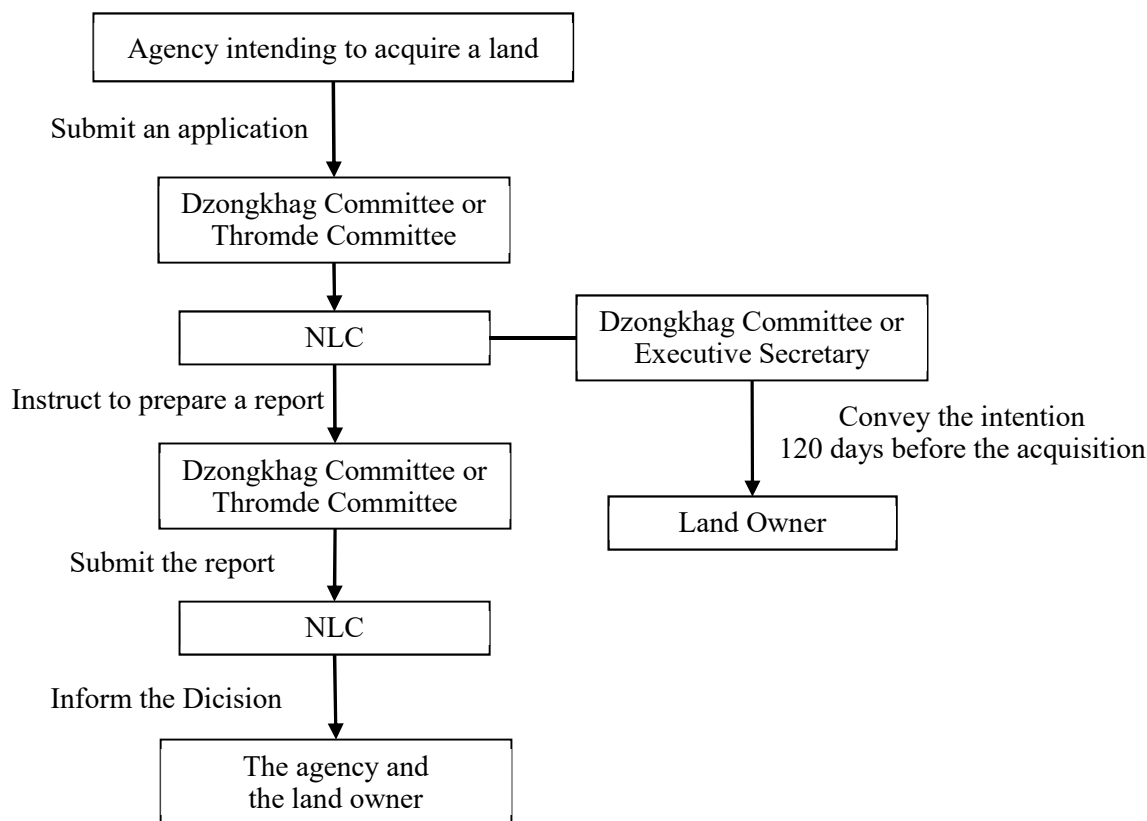 Agency intending to acquire a land
Submit an application
Dzongkhag Committee or
Thromde Committee
NLC
Dzongkhag Committee or
Executive Secretary
Instruct to prepare a report
Convey the intention
120 days before the acquisition
Dzongkhag Committee or
Thromde Committee
Land Owner
Submit the report
NLC
Inform the Dicision
The agency and
the land owner